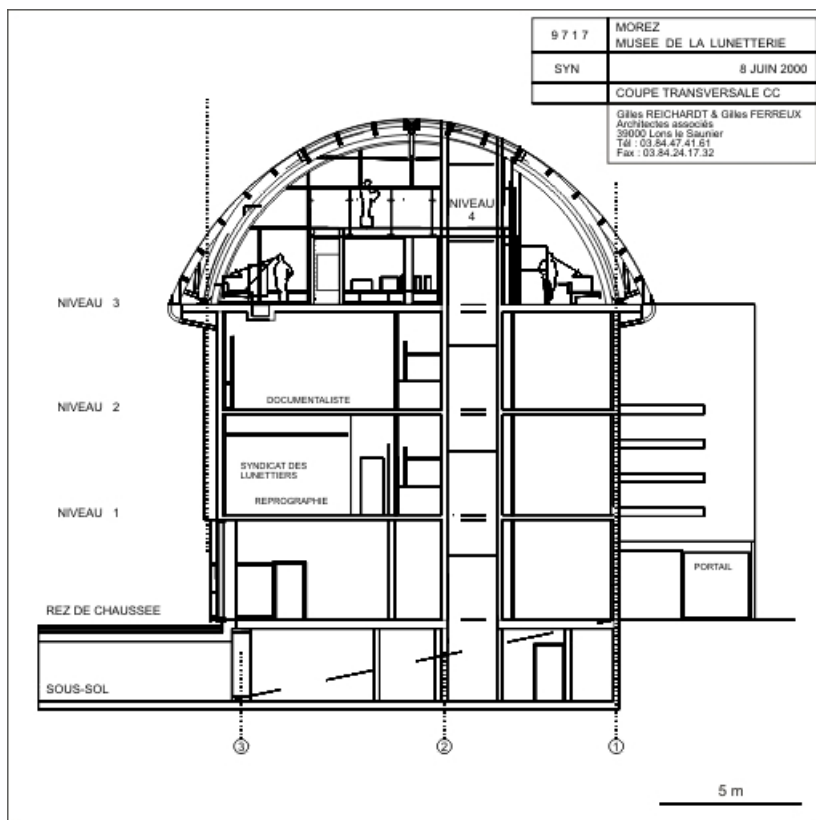 9717
MOREZ
MUSEE DE LA LUNETTERIE
SYN
8 JUIN 2000
COUPE TRANSVERSALE CC
Gilles REICHARDT & Gilles FERREUX
Architectes associés
39000 Lons le Saunier
Tél : 03.84.47.41.61
Fax : 03.84.24.17.32
NIVEAU
4
NIVEAU 3
DOCUMENTALISTE
NIVEAU 2
SYNDICAT DES
LUNETTIERS
REPROGRAPHIE
NIVEAU 1
PORTAIL
REZ DE CHAUSSEE
SOUS-SOL
3
2
1
5 m